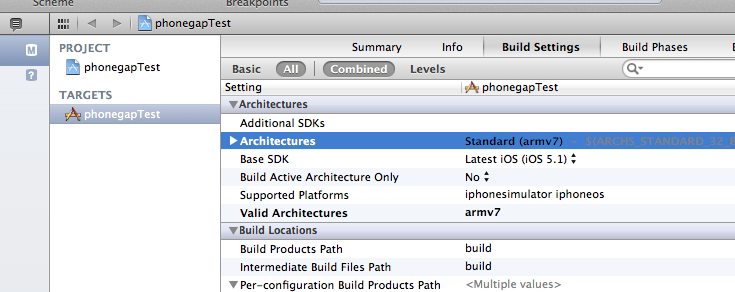 Scheme Breakpoints
phonegapTest
M PROJECT Summary Info Build Settings Build Phases
? phonegapTest Basic All Combined Levels
TARGETS Setting phonegapTest
phonegapTest Architectures
Additional SDKs
Architectures Standard (armv7) - $(ARCHS_STANDARD_32_
Base SDK Latest iOS (iOS 5.1)
Build Active Architecture Only No
Supported Platforms iphonesimulator iphoneos
Valid Architectures armv7
Build Locations
Build Products Path build
Intermediate Build Files Path build
Per-configuration Build Products Path <Multiple values>